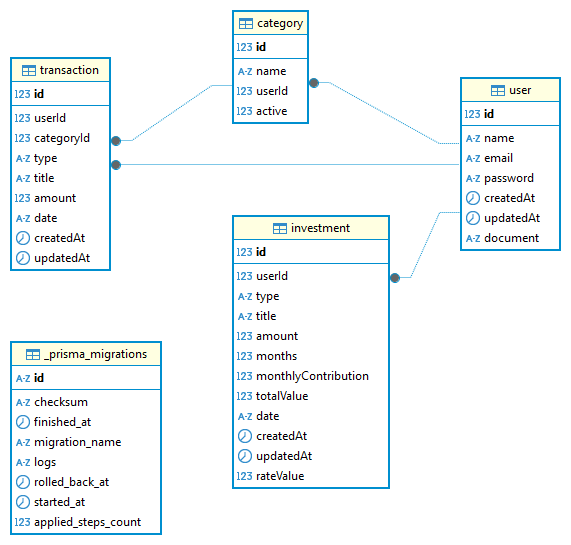 category
123 id
A-Z name
123 userId
123 active
transaction
123 id
123 userId
123 categoryId
A-Z type
A-Z title
123 amount
A-Z date
createdAt
updatedAt
user
123 id
A-Z name
A-Z email
A-Z password
createdAt
updatedAt
A-Z document
investment
123 id
123 userId
A-Z type
A-Z title
123 amount
123 months
123 monthlyContribution
123 totalValue
A-Z date
createdAt
updatedAt
123 rateValue
_prisma_migrations
A-Z id
A-Z checksum
finished_at
A-Z migration_name
A-Z logs
rolled_back_at
started_at
123 applied_steps_count